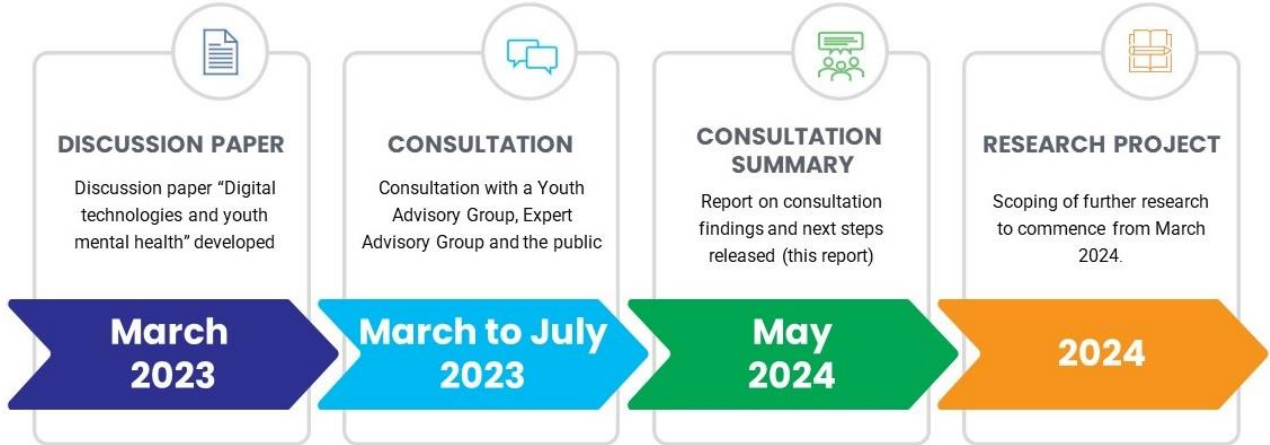 DISCUSSION PAPER
Discussion paper “Digital
technologies and youth
mental health” developed
March
2023
CONSULTATION
Consultation with a Youth
Advisory Group, Expert
Advisory Group and the public
March to July
2023
CONSULTATION
SUMMARY
Report on consultation
findings and next steps
released (this report)
May
2024
RESEARCH PROJECT
Scoping of further research
to commence from March
2024.
2024